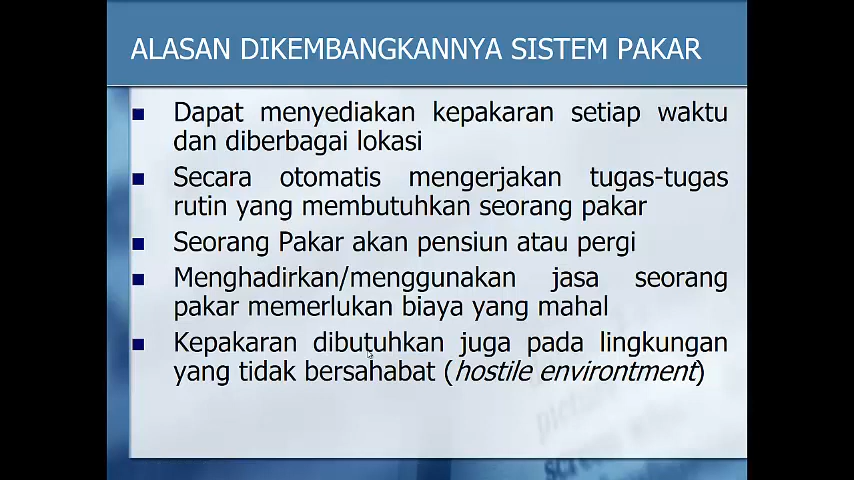 ALASAN DIKEMBANGKANNYA SISTEM PAKAR
Dapat menyediakan kepakaran setiap waktu
dan diberbagai lokasi
Secara otomatis mengerjakan tugas-tugas
rutin yang membutuhkan seorang pakar
Seorang Pakar akan pensiun atau pergi
Menghadirkan/menggunakan jasa seorang
pakar memerlukan biaya yang mahal
Kepakaran dibutuhkan juga pada lingkungan
yang tidak bersahabat (hostile environtment)